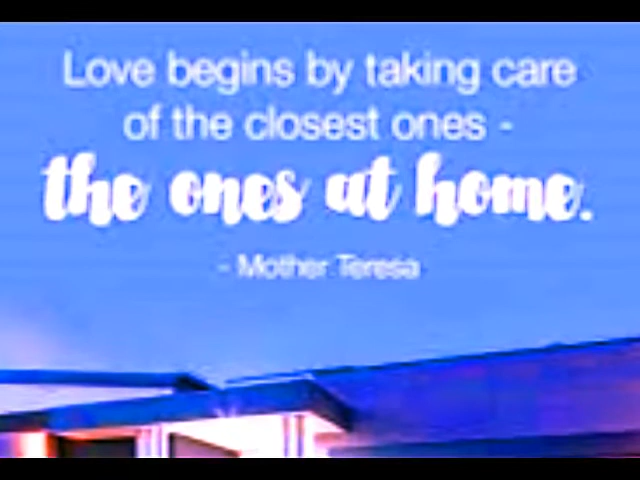 Love begins by taking care
of the closest ones -
the ones at home.
- Mother Teresa